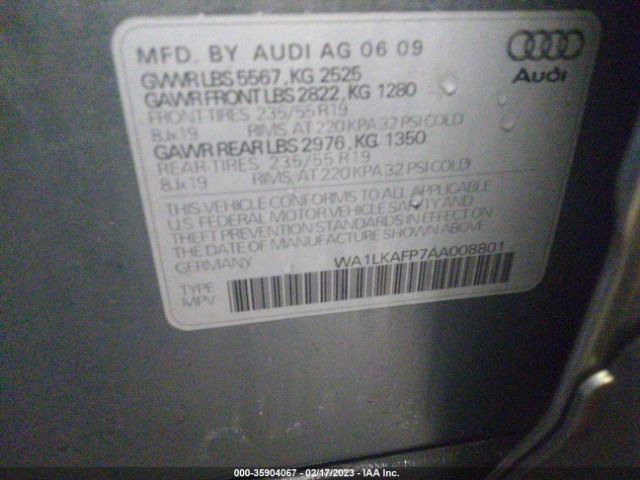 MFD. BY AUDI AG 06 09
GVWR LBS 5567, KG 2525
GAWR FRONT LBS 2822, KG 1280
FRONT TIRES 235/55 R19
8Jx19 RIMS, AT 220 KPA 32 PSI COLD
GAWR REAR LBS 2976, KG 1350
REAR-TIRES 235/55 R19
8Jx19 RIMS, AT 220 KPA 32 PSI COLD
THIS VEHICLE CONFORMS TO ALL APPLICABLE
U.S. FEDERAL MOTOR VEHICLE SAFETY AND
THEFT PREVENTION STANDARDS IN EFFECT ON
THE DATE OF MANUFACTURE SHOWN ABOVE
GERMANY WA1LKAFP7AA008801
TYPE
MPV
Audi
000-35904067 - 02/17/2023 - IAA Inc.